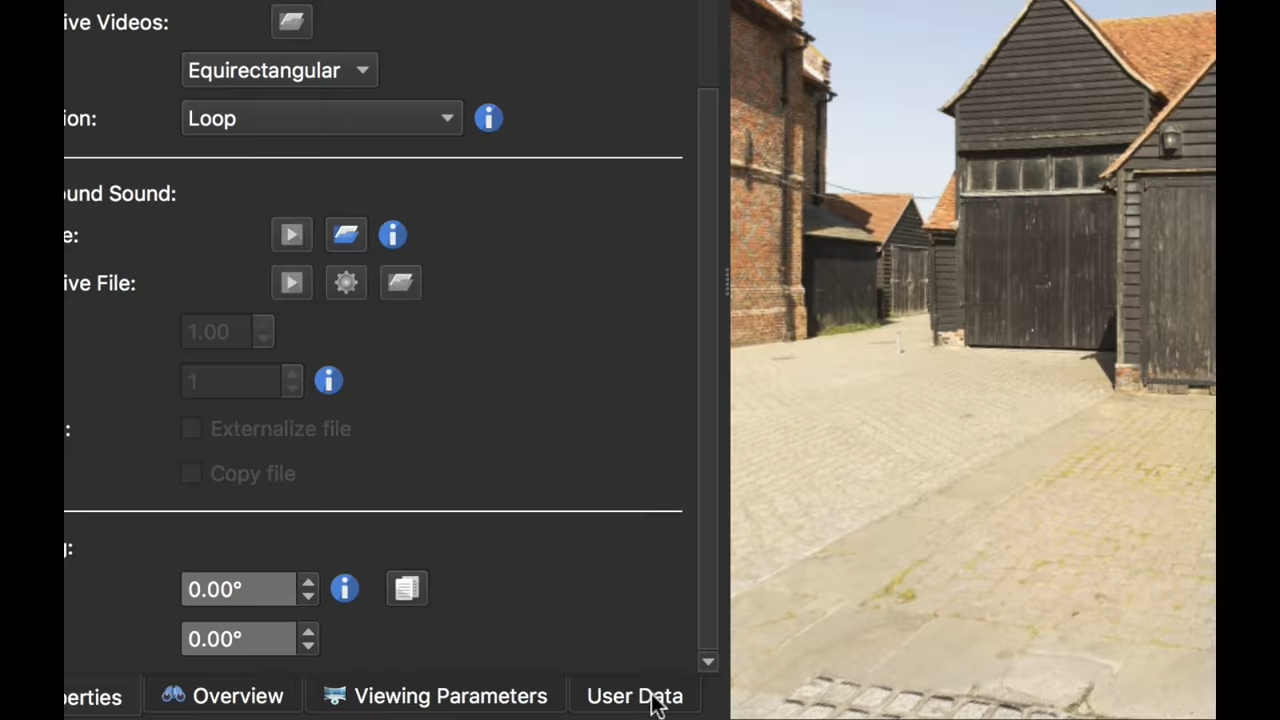 ive Videos:
Equirectangular
ion: Loop
ound Sound:
e:
ive File:
1.00
1
: Externalize file
Copy file
g:
0.00°
0.00°
perties Overview Viewing Parameters User Data